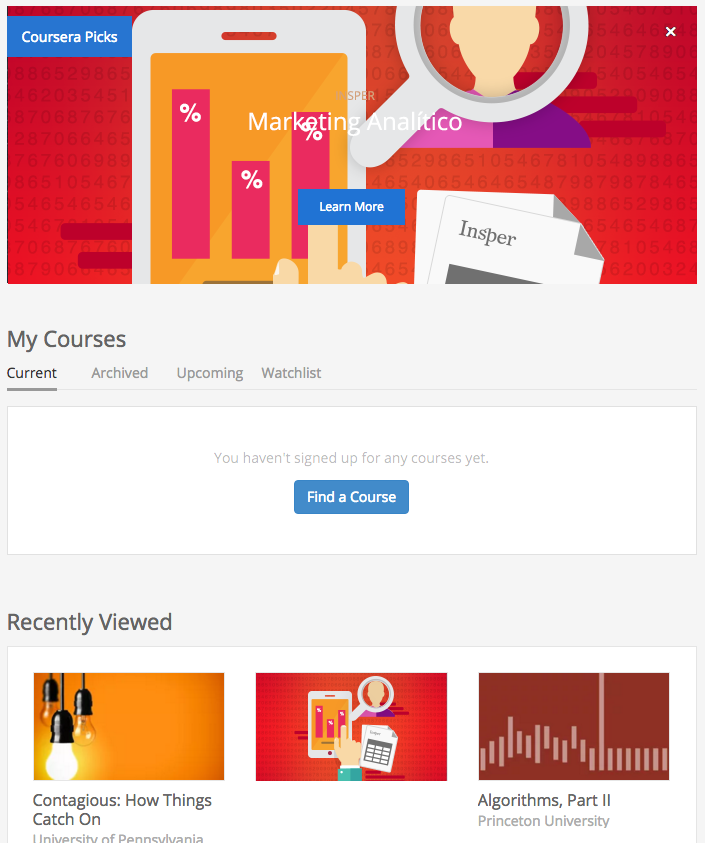 Coursera Picks
×
INSPER
Marketing Analítico
%
%
%
Learn More
Insper
My Courses
Current Archived Upcoming Watchlist
You haven't signed up for any courses yet.
Find a Course
Recently Viewed
Contagious: How Things
Catch On
University of Pennsylvania
Algorithms, Part II
Princeton University